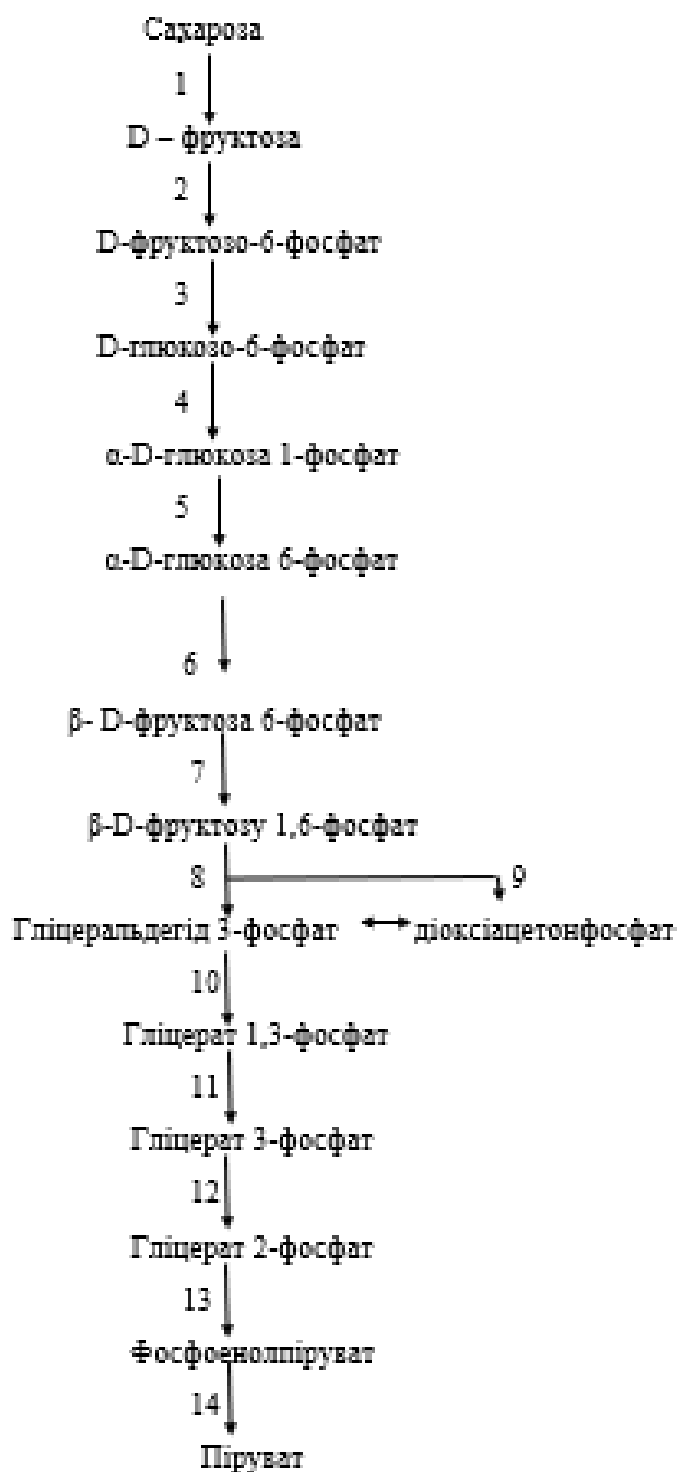 Сахароза
1
D – фруктоза
2
D-фруктозо-6-фосфат
3
D-глюкозо-6-фосфат
4
α-D-глюкоза 1-фосфат
5
α-D-глюкоза 6-фосфат
6
β- D-фруктоза 6-фосфат
7
β-D-фруктозу 1,6-фосфат
8 9
Гліцеральдегід 3-фосфат діоксіацетонфосфат
10
Гліцерат 1,3-фосфат
11
Гліцерат 3-фосфат
12
Гліцерат 2-фосфат
13
Фосфоенолпіруват
14
Піруват